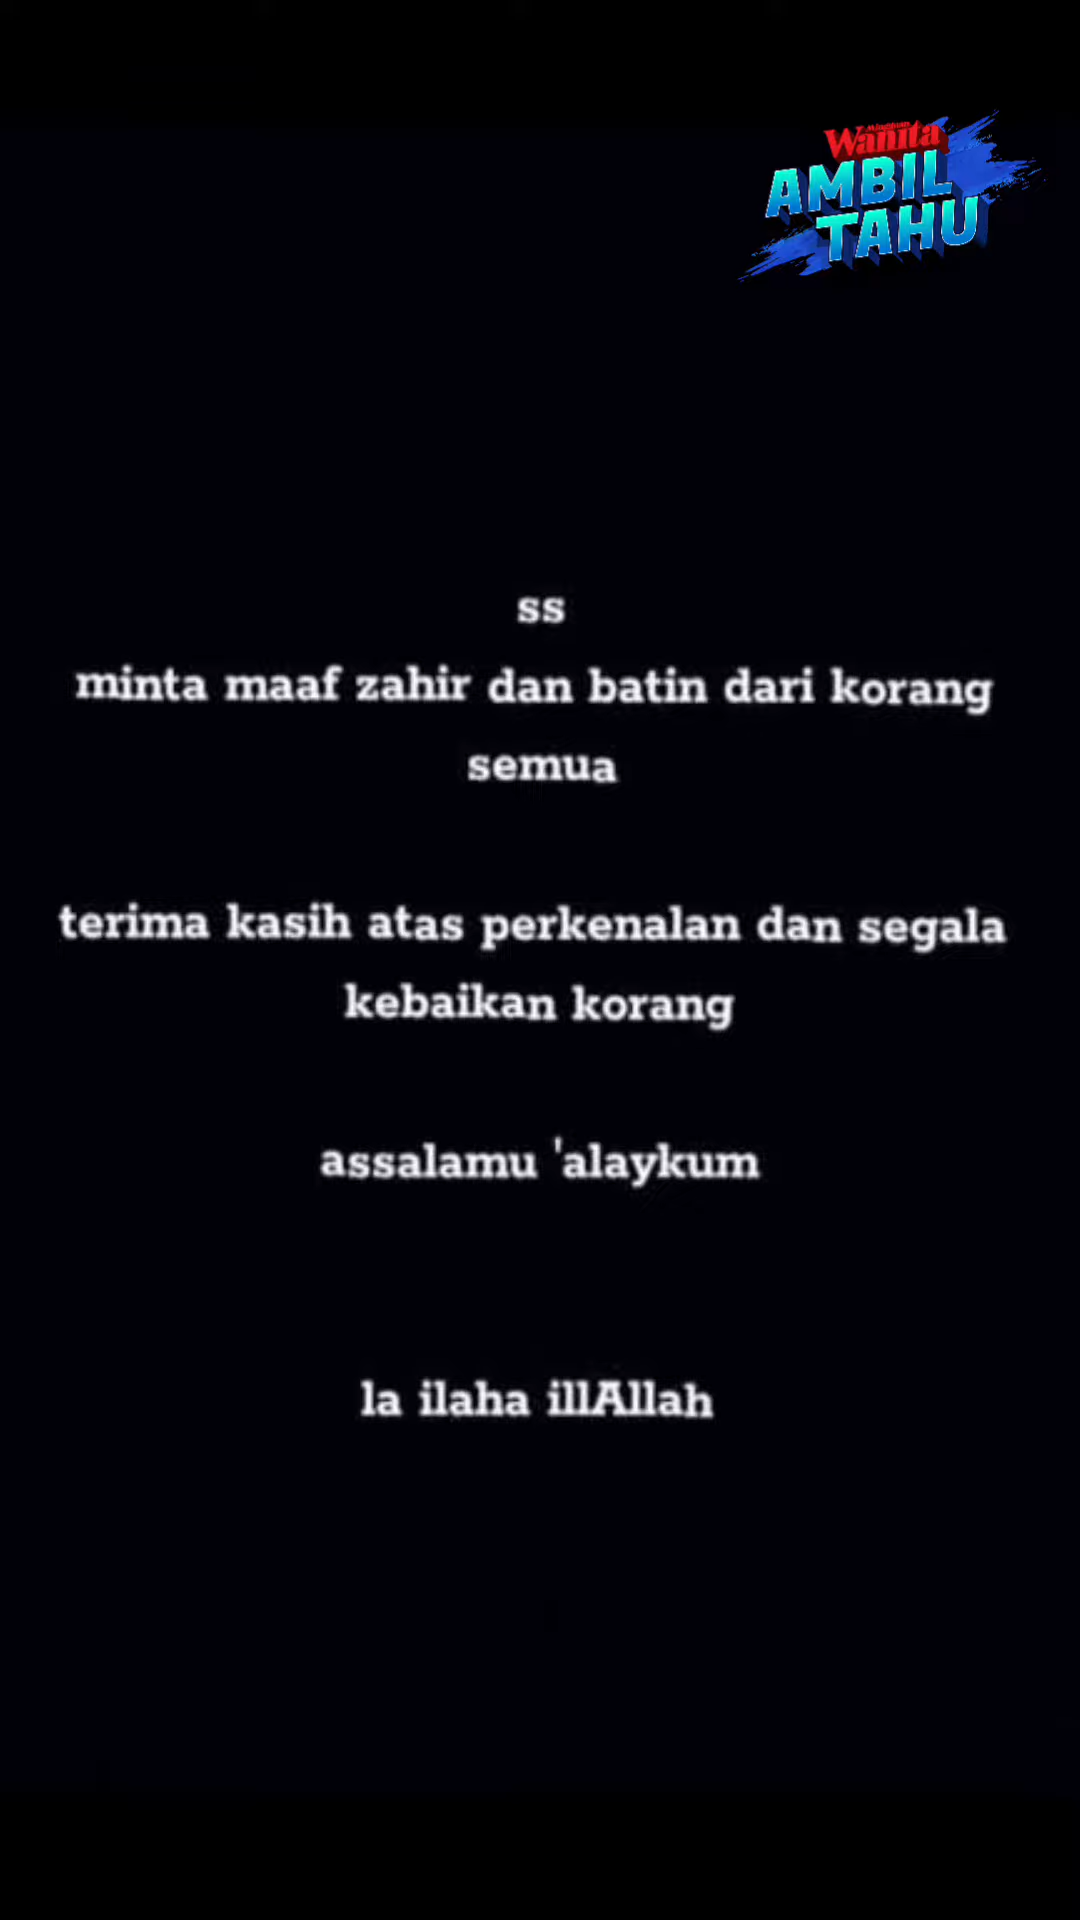 Wanita
AMBIL
TAHU
ss
minta maaf zahir dan batin dari korang
semua
terima kasih atas perkenalan dan segala
kebaikan korang
assalamu 'alaykum
la ilaha illAllah